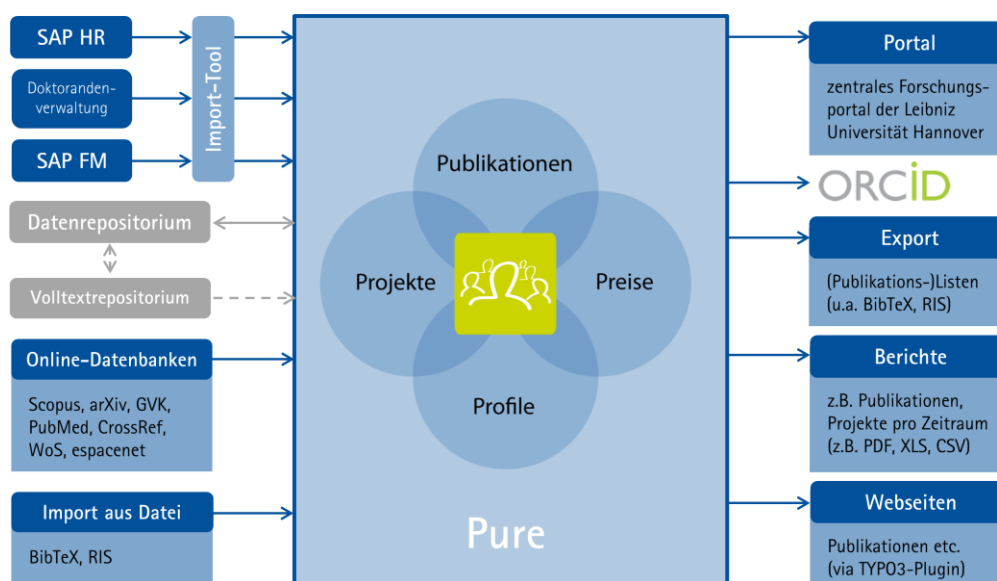 SAP HR
Doktoranden-
verwaltung
SAP FM
Import-Tool
Datenrepositorium
Volltextrepositorium
Online-Datenbanken
Scopus, arXiv, GVK,
PubMed, CrossRef,
WoS, espacenet
Import aus Datei
BibTeX, RIS
Publikationen
Projekte
Preise
Profile
Pure
Portal
zentrales Forschungs-
portal der Leibniz
Universität Hannover
ORCID
Export
(Publikations-)Listen
(u.a. BibTeX, RIS)
Berichte
z.B. Publikationen,
Projekte pro Zeitraum
(z.B. PDF, XLS, CSV)
Webseiten
Publikationen etc.
(via TYPO3-Plugin)